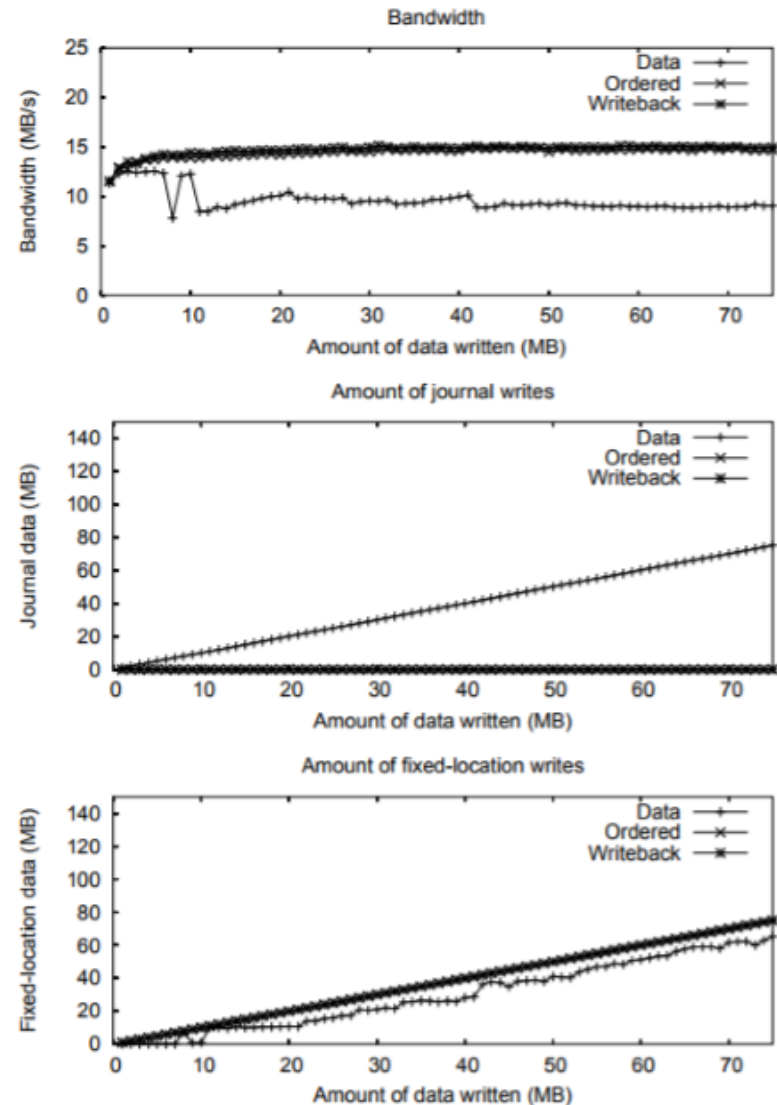 Bandwidth
25
20
15
10
5
0
Bandwidth (MB/s)
Data
Ordered
Writeback
0 10 20 30 40 50 60 70
Amount of data written (MB)
Amount of journal writes
140
120
100
80
60
40
20
0
Journal data (MB)
Data
Ordered
Writeback
0 10 20 30 40 50 60 70
Amount of data written (MB)
Amount of fixed-location writes
140
120
100
80
60
40
20
0
Fixed-location data (MB)
Data
Ordered
Writeback
0 10 20 30 40 50 60 70
Amount of data written (MB)